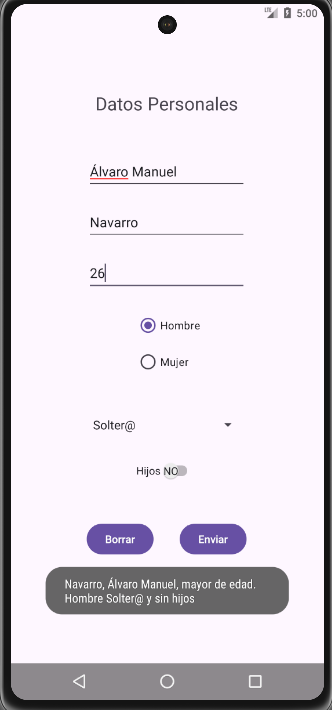 LTE 5:00
Datos Personales
Álvaro Manuel
Navarro
26
Hombre
Mujer
Solter@
Hijos NO
Borrar Enviar
Navarro, Álvaro Manuel, mayor de edad.
Hombre Solter@ y sin hijos